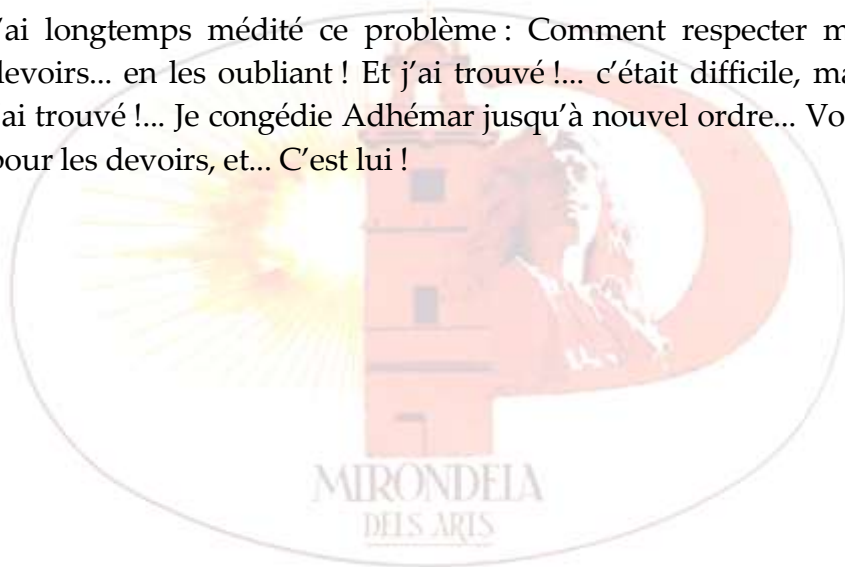 'ai longtemps médité ce problème : Comment respecter m
levoirs... en les oubliant ! Et j'ai trouvé !... c'était difficile, ma
'ai trouvé !... Je congédie Adhémar jusqu'à nouvel ordre... Vo
pour les devoirs, et... C'est lui !
MIRONDELA
DELS ARTS